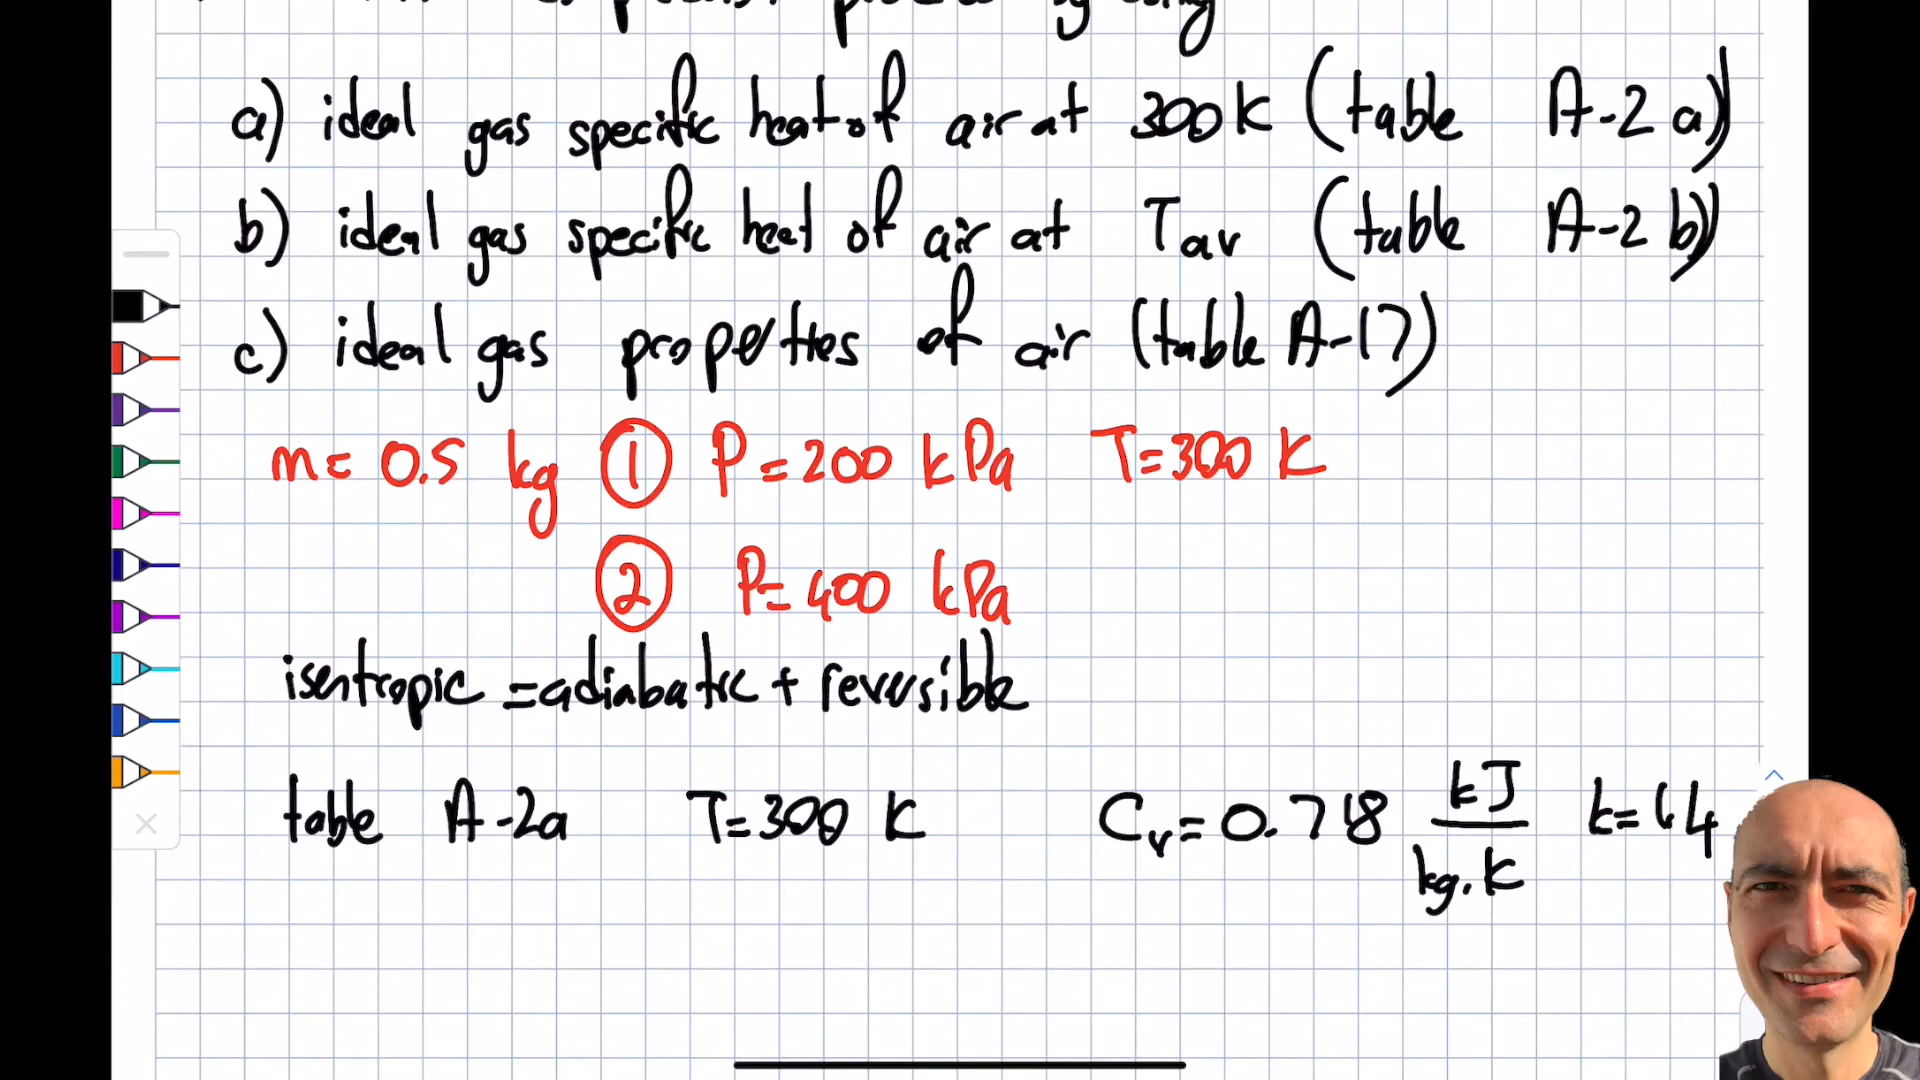 by using
a) ideal gas specific heat of air at 300 K (table A-2 a)
b) ideal gas specific heat of air at Tav (table A-2 b)
c) ideal gas properties of air (table A-17)
m= 0.5 kg ① P=200 kPa T=300 K
② P=400 kPa
isentropic =adiabatic + reversible
table A-2a T=300 K Cv=0.718 kJ/kg.K k=1.4